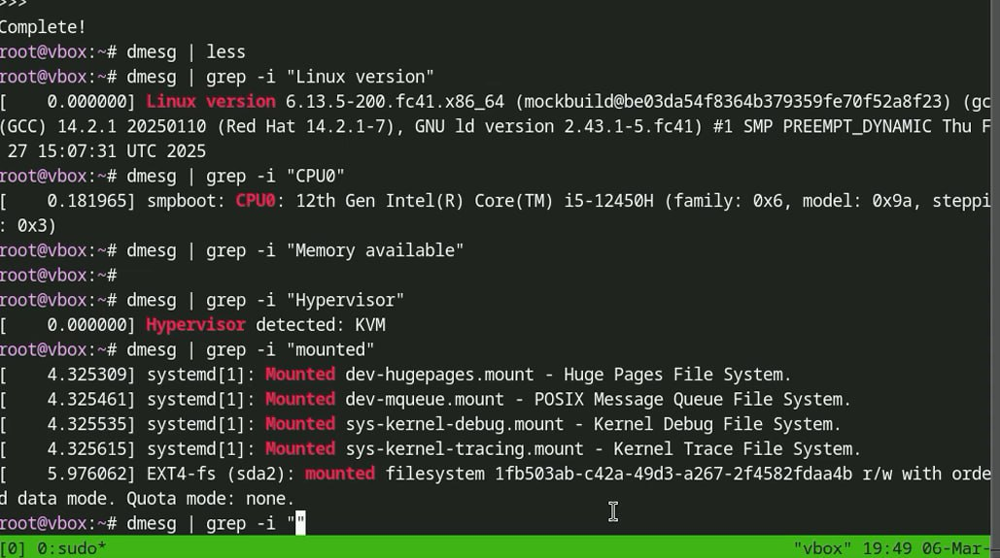 >>>
Complete!
root@vbox:~# dmesg | less
root@vbox:~# dmesg | grep -i "Linux version"
[    0.000000] Linux version 6.13.5-200.fc41.x86_64 (mockbuild@be03da54f8364b379359fe70f52a8f23) (gc
(GCC) 14.2.1 20250110 (Red Hat 14.2.1-7), GNU ld version 2.43.1-5.fc41) #1 SMP PREEMPT_DYNAMIC Thu F
 27 15:07:31 UTC 2025
root@vbox:~# dmesg | grep -i "CPU0"
[    0.181965] smpboot: CPU0: 12th Gen Intel(R) Core(TM) i5-12450H (family: 0x6, model: 0x9a, steppi
: 0x3)
root@vbox:~# dmesg | grep -i "Memory available"
root@vbox:~#
root@vbox:~# dmesg | grep -i "Hypervisor"
[    0.000000] Hypervisor detected: KVM
root@vbox:~# dmesg | grep -i "mounted"
[    4.325309] systemd[1]: Mounted dev-hugepages.mount - Huge Pages File System.
[    4.325461] systemd[1]: Mounted dev-mqueue.mount - POSIX Message Queue File System.
[    4.325535] systemd[1]: Mounted sys-kernel-debug.mount - Kernel Debug File System.
[    4.325615] systemd[1]: Mounted sys-kernel-tracing.mount - Kernel Trace File System.
[    5.976062] EXT4-fs (sda2): mounted filesystem 1fb503ab-c42a-49d3-a267-2f4582fdaa4b r/w with orde
d data mode. Quota mode: none.
root@vbox:~# dmesg | grep -i ""
[0] 0:sudo* "vbox" 19:49 06-Mar-